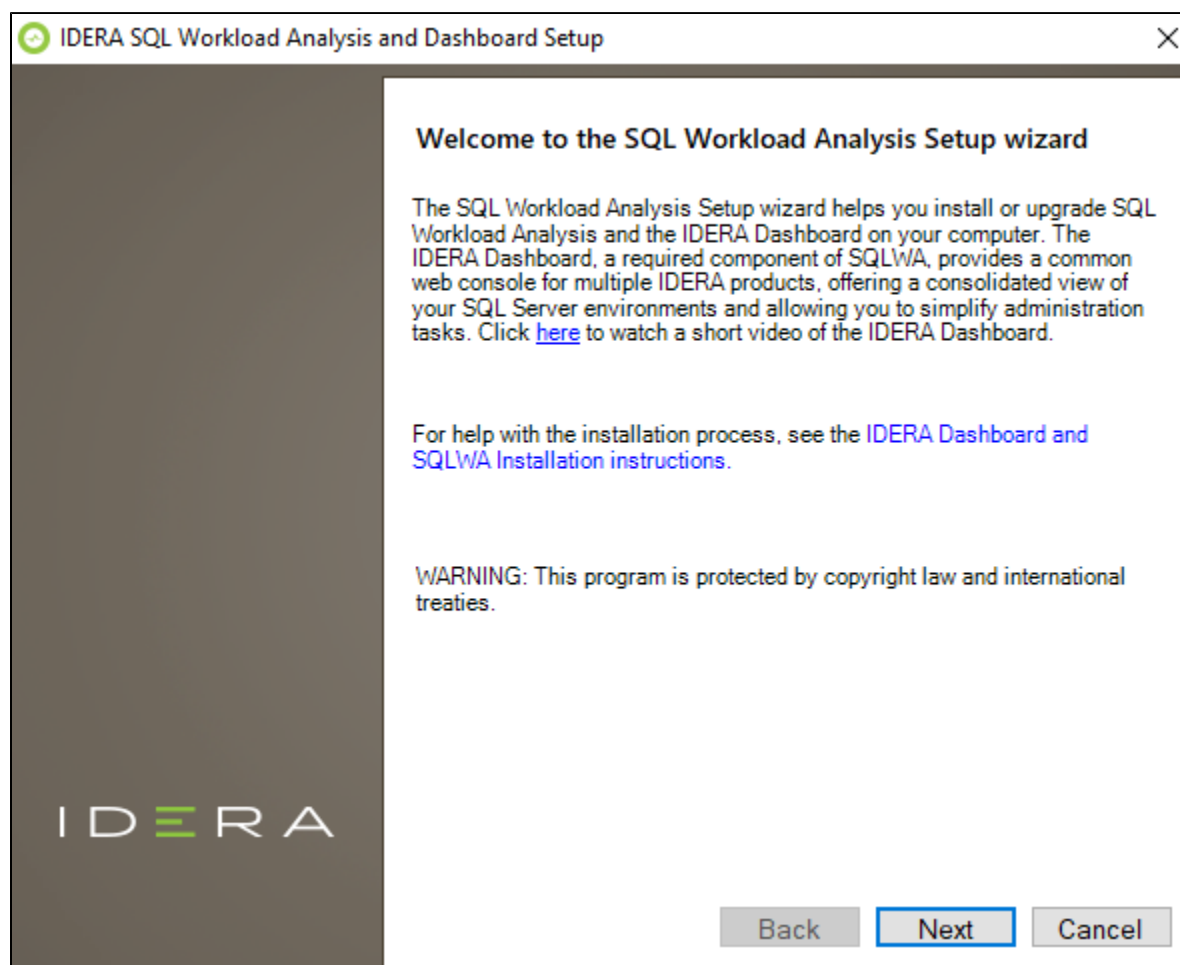 IDERA SQL Workload Analysis and Dashboard Setup
Welcome to the SQL Workload Analysis Setup wizard
The SQL Workload Analysis Setup wizard helps you install or upgrade SQL
Workload Analysis and the IDERA Dashboard on your computer. The
IDERA Dashboard, a required component of SQLWA, provides a common
web console for multiple IDERA products, offering a consolidated view of
your SQL Server environments and allowing you to simplify administration
tasks. Click here to watch a short video of the IDERA Dashboard.
For help with the installation process, see the IDERA Dashboard and
SQLWA Installation instructions.
WARNING: This program is protected by copyright law and international
treaties.
IDERA
Back
Next
Cancel